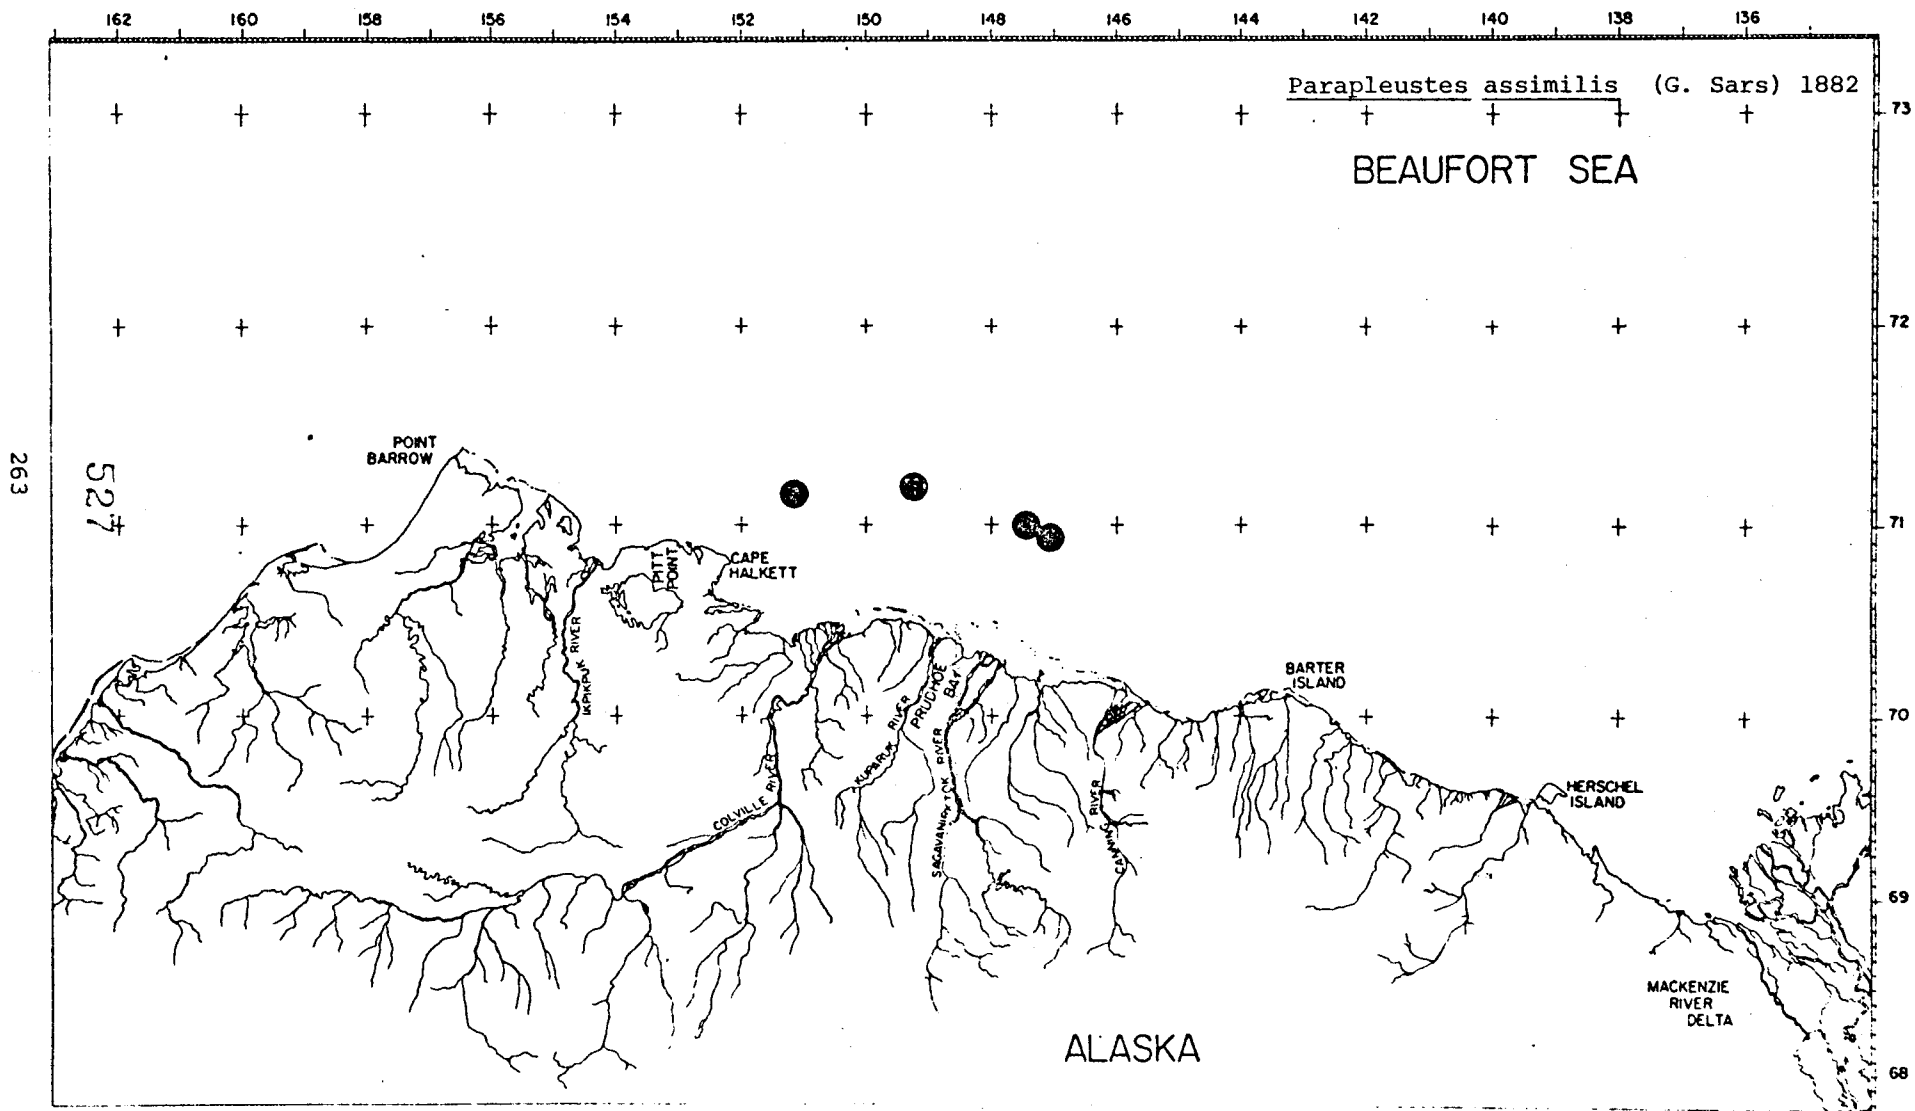 162 160 158 156 154 152 150 148 146 144 142 140 138 136
Parapleustes assimilis (G. Sars) 1882
73
BEAUFORT SEA
72
POINT
BARROW
263
527
71
PITT
POINT
CAPE
HALKETT
IKPIKPUK RIVER
BARTER
ISLAND
PRUDHOE
BAY
70
KUPARUK RIVER
COLVILLE RIVER
SAGAVANIRKTOK RIVER
CANNING RIVER
HERSCHEL
ISLAND
69
MACKENZIE
RIVER
DELTA
ALASKA
68